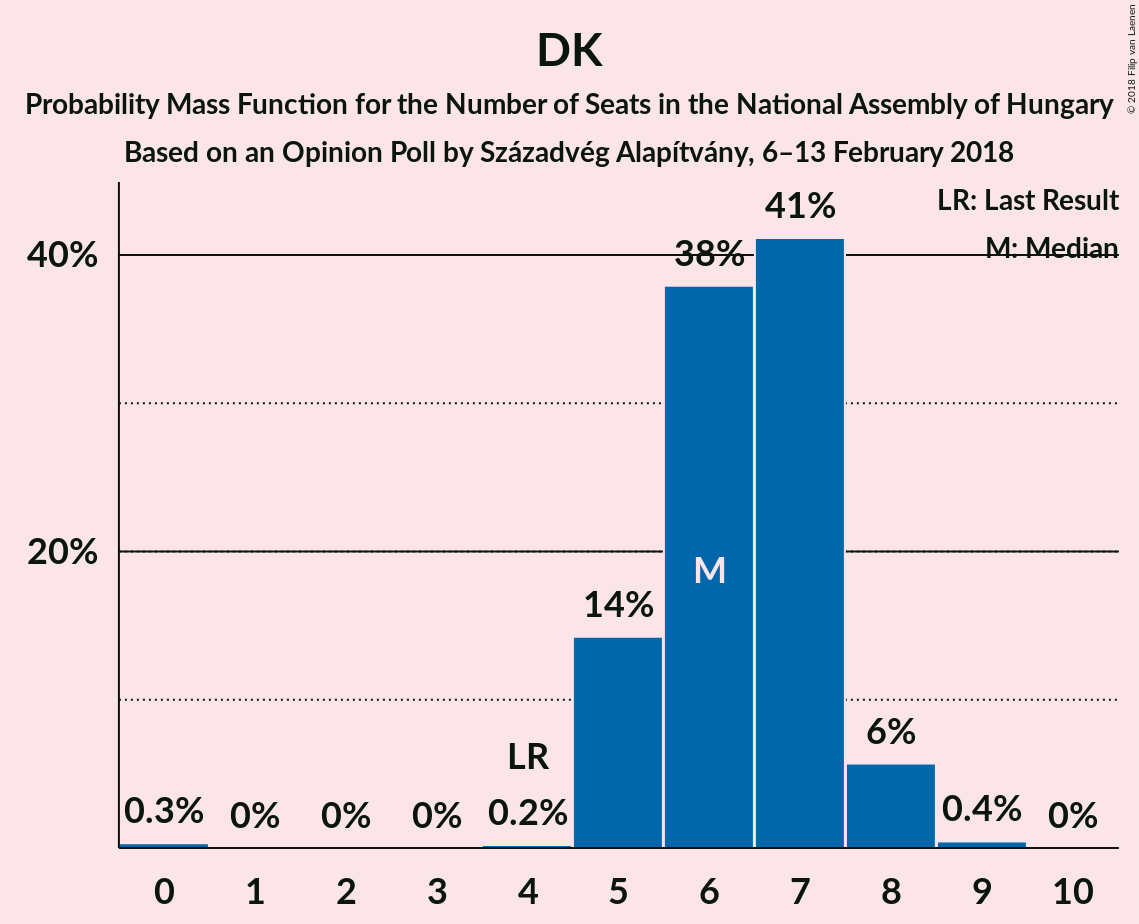 DK
Probability Mass Function for the Number of Seats in the National Assembly of Hungary
Based on an Opinion Poll by Századvég Alapítvány, 6–13 February 2018
© 2018 Filip van Laenen
LR: Last Result
M: Median
40%
20%
0.3%
0%
0%
0%
LR
0.2%
14%
38%
M
41%
6%
0.4%
0%
0 1 2 3 4 5 6 7 8 9 10